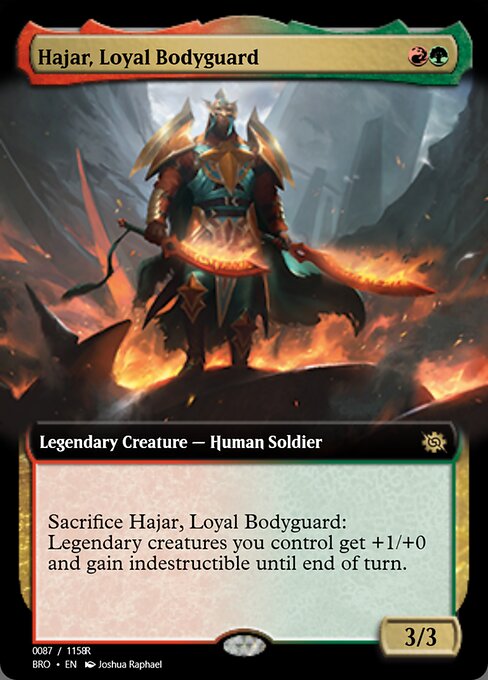 Hajar, Loyal Bodyguard
Legendary Creature — Human Soldier
Sacrifice Hajar, Loyal Bodyguard:
Legendary creatures you control get +1/+0
and gain indestructible until end of turn.
3/3
0087 / 1158R
BRO • EN Joshua Raphael